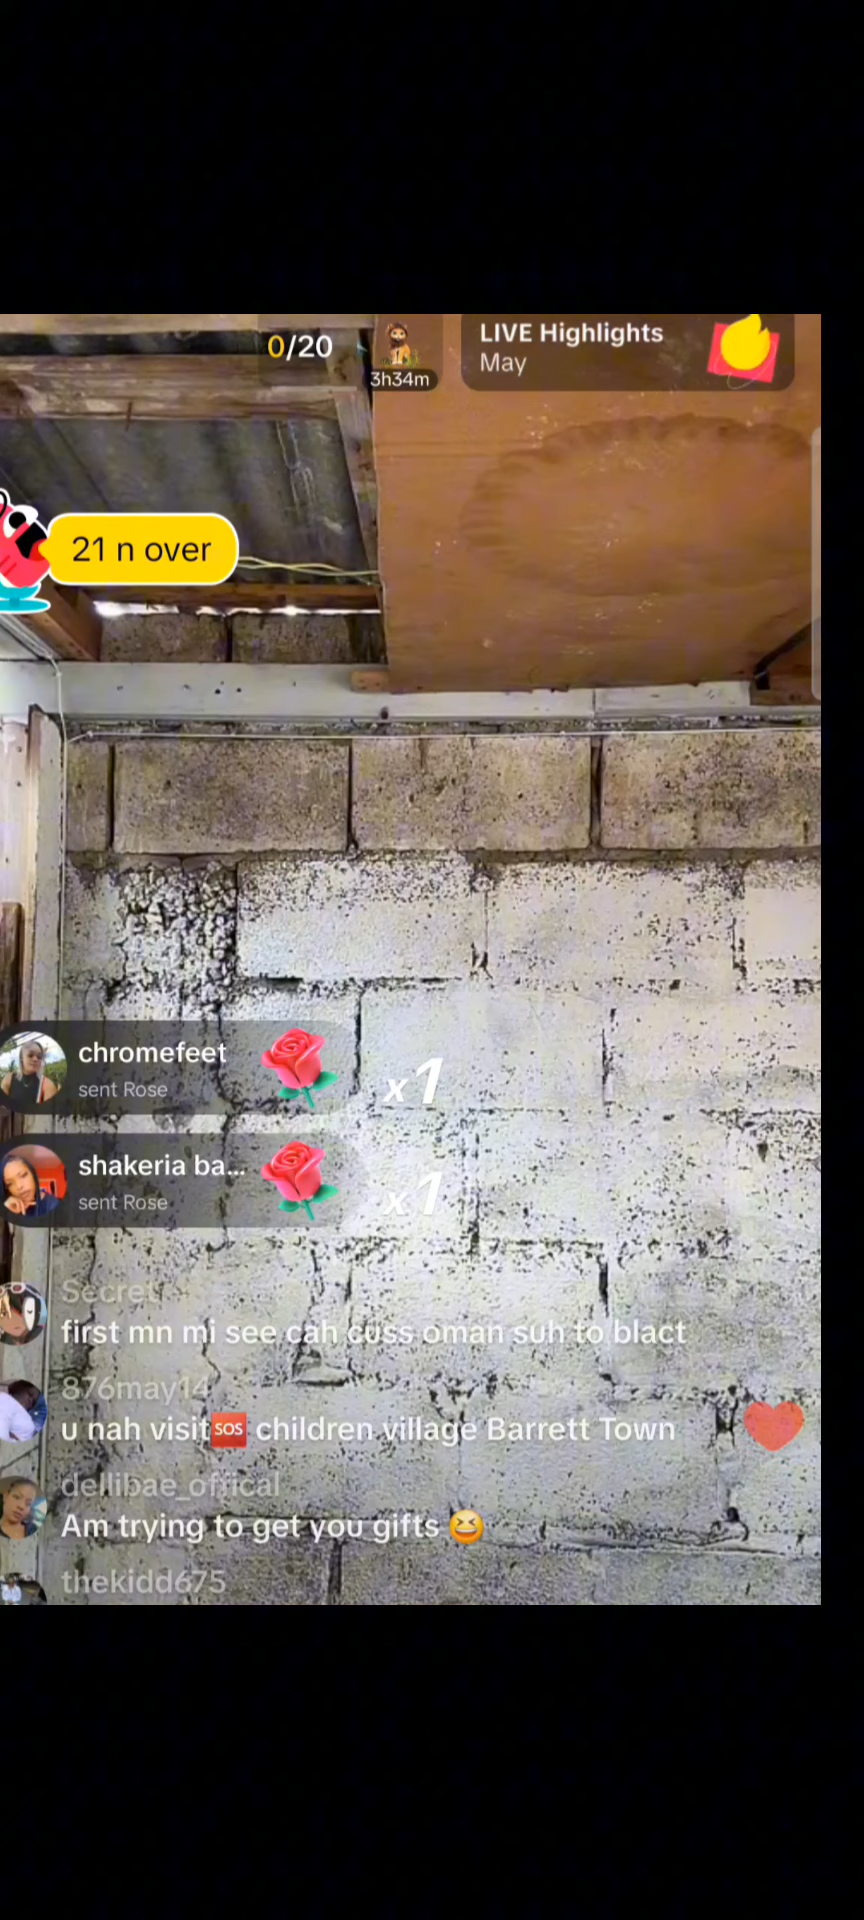 0/20
3h34m
LIVE Highlights
May
21 n over
chromefeet
sent Rose
x1
shakeria ba...
sent Rose
x1
Secret
first mn mi see cah cuss oman suh to blact
876may14
u nah visit🆘 children village Barrett Town
dellibae_offical
Am trying to get you gifts 😆
thekidd675